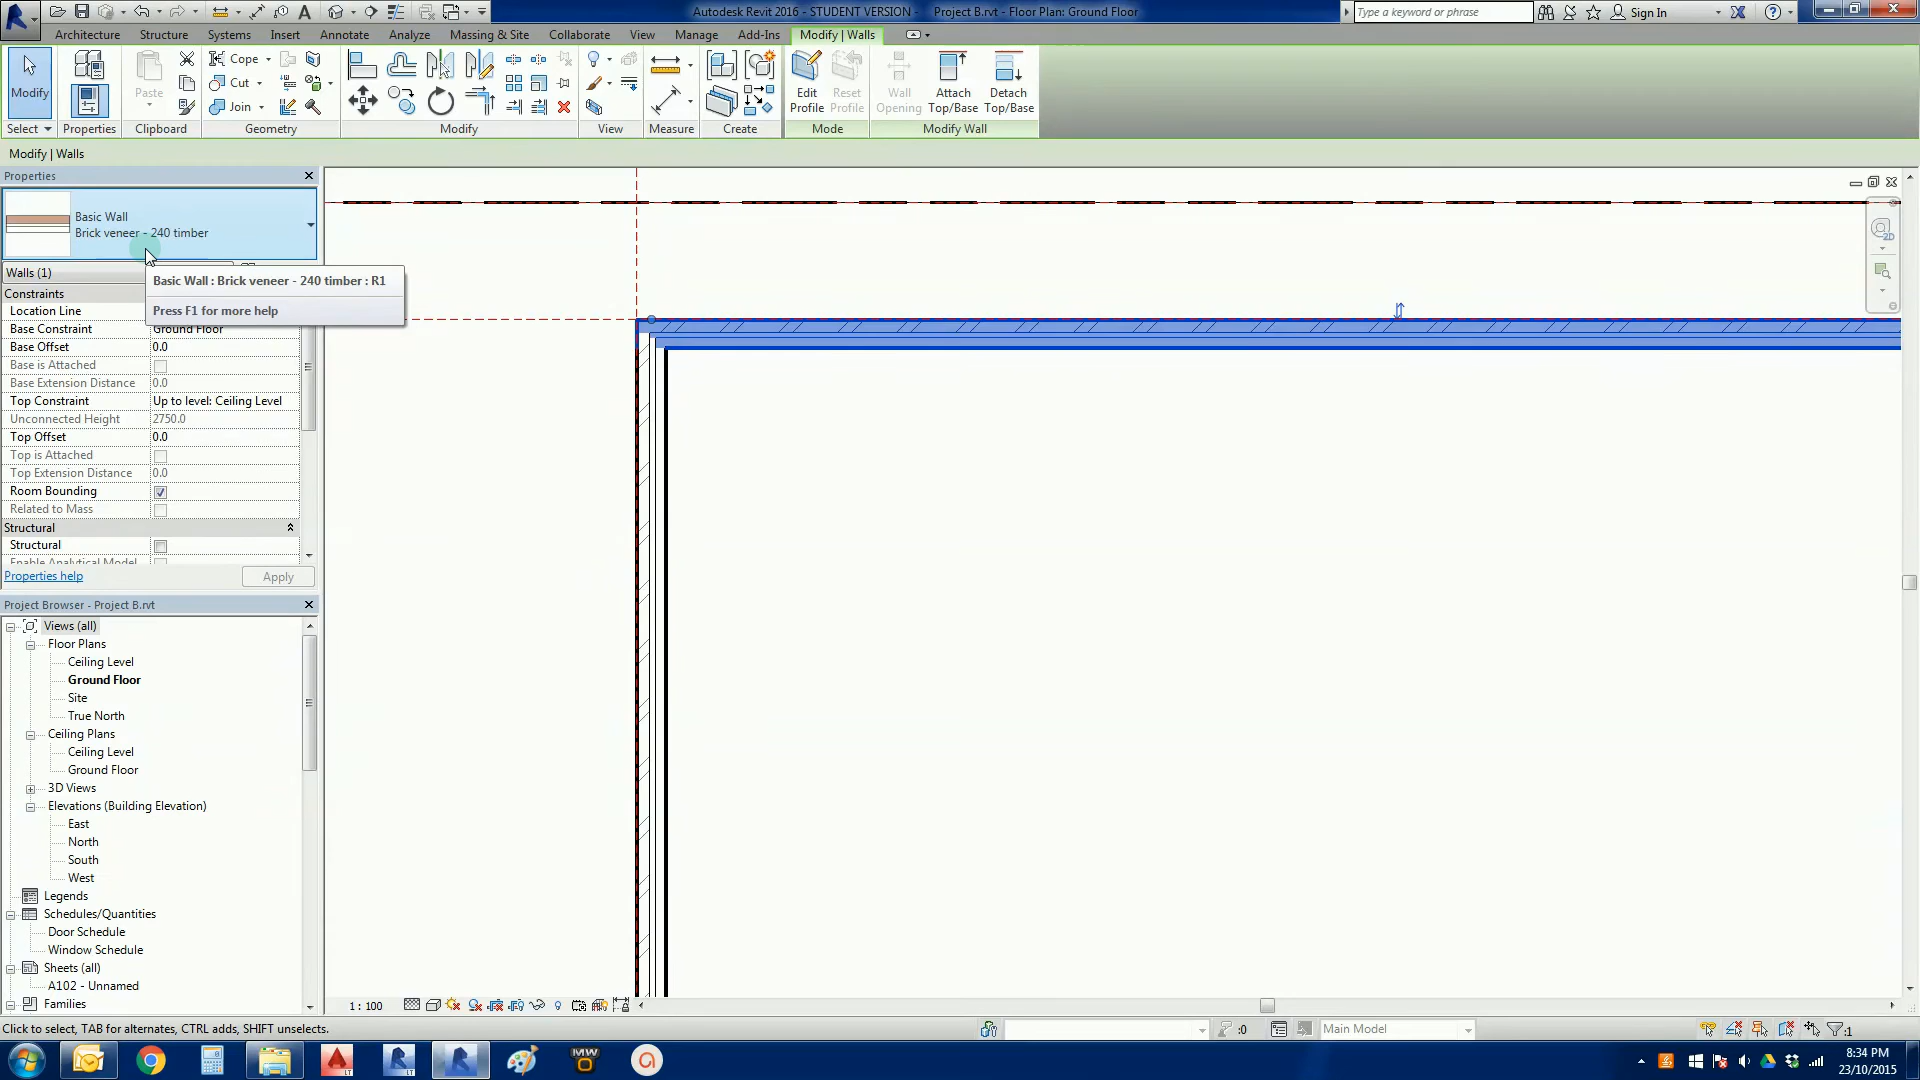 Autodesk Revit 2016 - STUDENT VERSION - Project B.rvt - Floor Plan: Ground Floor
Type a keyword or phrase
Sign In
Architecture Structure Systems Insert Annotate Analyze Massing & Site Collaborate View Manage Add-Ins Modify | Walls
Modify
Paste
Cope
Cut
Join
Edit Profile
Reset Profile
Wall Opening
Attach Top/Base
Detach Top/Base
Select Properties Clipboard Geometry Modify View Measure Create Mode Modify Wall
Modify | Walls
Properties
Basic Wall
Brick veneer - 240 timber
Walls (1)
Basic Wall : Brick veneer - 240 timber : R1
Press F1 for more help
Constraints
Location Line
Base Constraint Ground Floor
Base Offset 0.0
Base is Attached
Base Extension Distance 0.0
Top Constraint Up to level: Ceiling Level
Unconnected Height 2750.0
Top Offset 0.0
Top is Attached
Top Extension Distance 0.0
Room Bounding
Related to Mass
Structural
Structural
Enable Analytical Model
Properties help
Apply
Project Browser - Project B.rvt
Views (all)
Floor Plans
Ceiling Level
Ground Floor
Site
True North
Ceiling Plans
Ceiling Level
Ground Floor
3D Views
Elevations (Building Elevation)
East
North
South
West
Legends
Schedules/Quantities
Door Schedule
Window Schedule
Sheets (all)
A102 - Unnamed
Families
2D
1 : 100
Click to select, TAB for alternates, CTRL adds, SHIFT unselects.
:0
Main Model
:1
LT
LT
MW
8:34 PM
23/10/2015